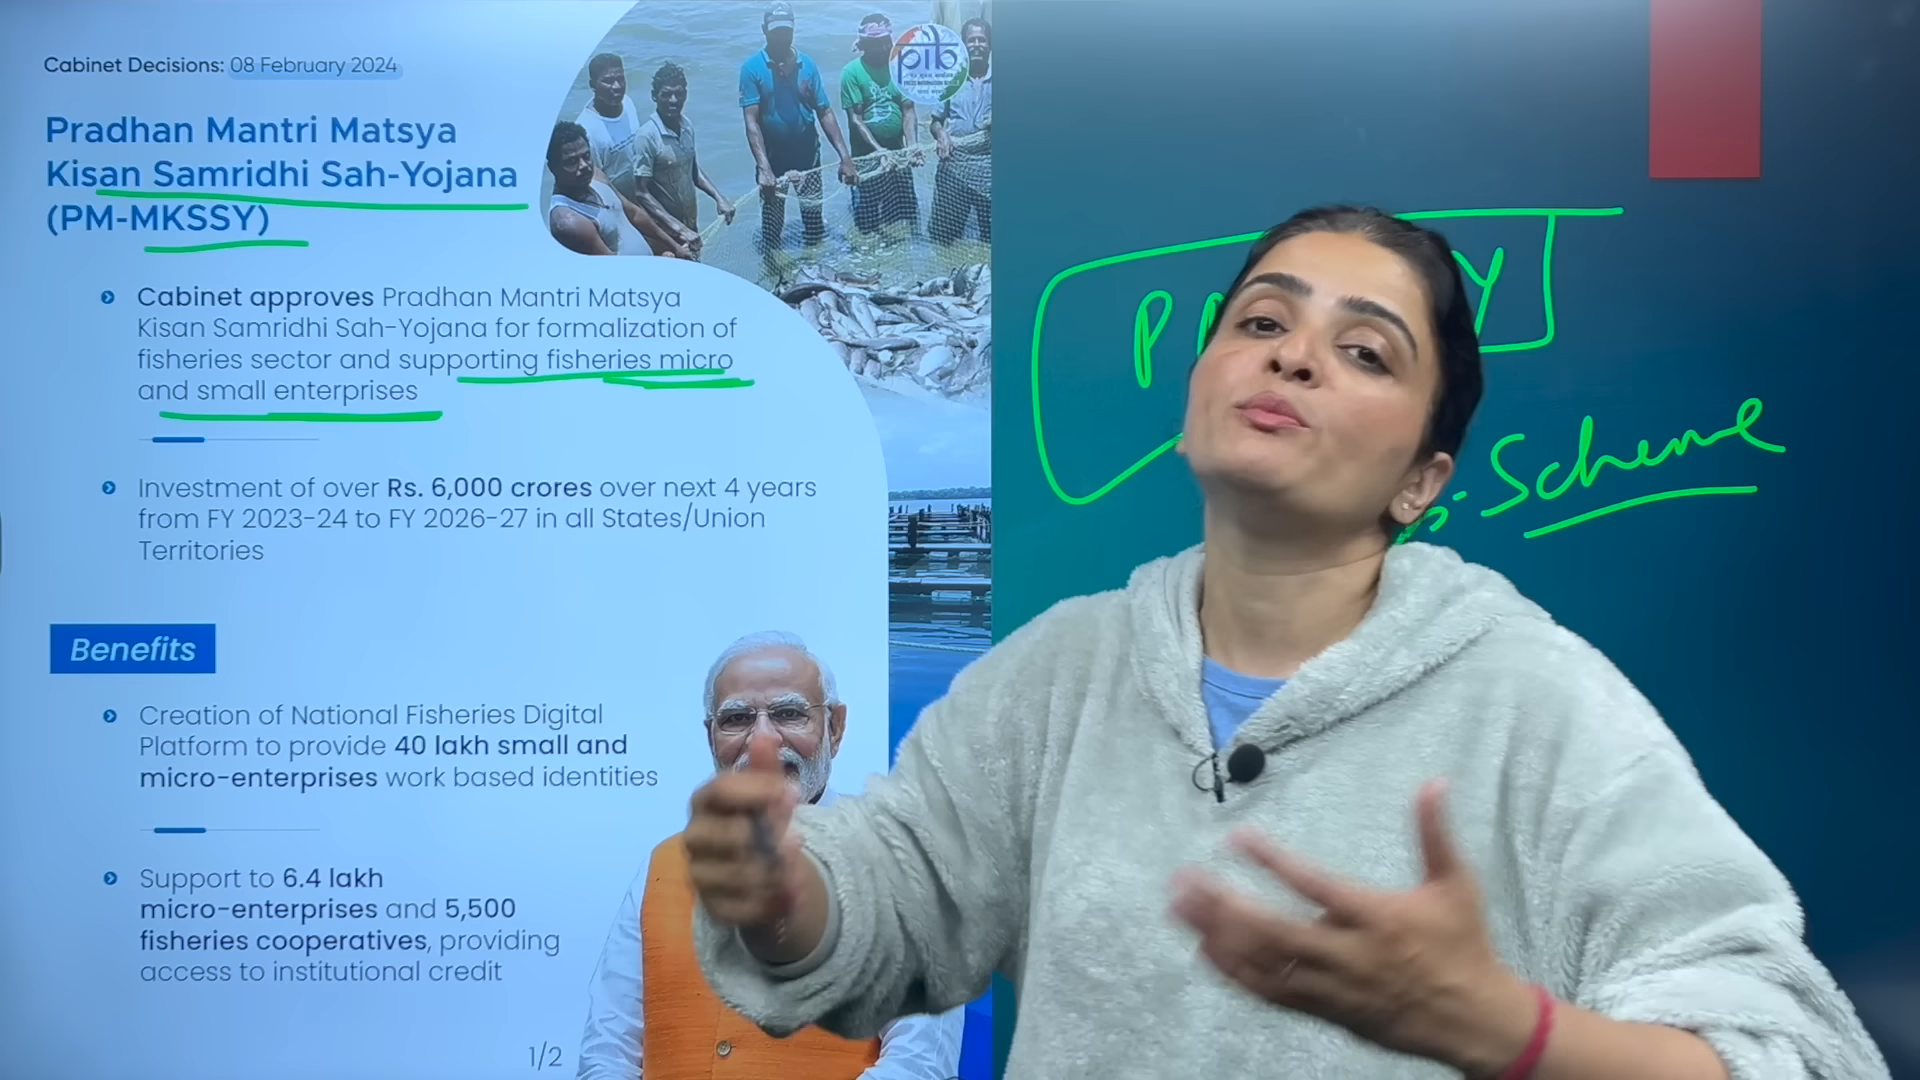 Cabinet Decisions: 08 February 2024
Pradhan Mantri Matsya
Kisan Samridhi Sah-Yojana
(PM-MKSSY)
Cabinet approves Pradhan Mantri Matsya
Kisan Samridhi Sah-Yojana for formalization of
fisheries sector and supporting fisheries micro
and small enterprises
Investment of over Rs. 6,000 crores over next 4 years
from FY 2023-24 to FY 2026-27 in all States/Union
Territories
Benefits
Creation of National Fisheries Digital
Platform to provide 40 lakh small and
micro-enterprises work based identities
Support to 6.4 lakh
micro-enterprises and 5,500
fisheries cooperatives, providing
access to institutional credit
1/2
pib
Y
Scheme